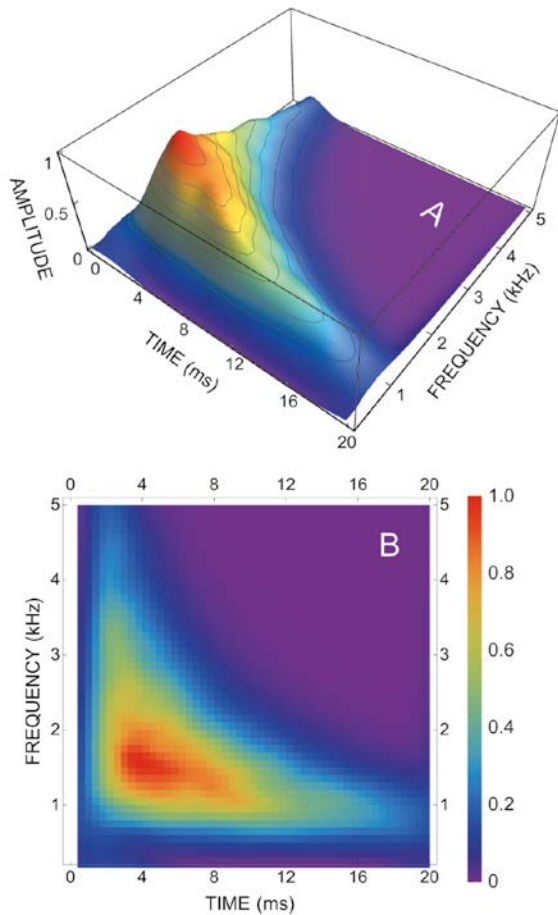 AMPLITUDE
1
0.5
0
0
4
8
12
16
20
TIME (ms)
A
5
4
3
2
1
FREQUENCY (kHz)
0 4 8 12 16 20
5 5 1.0
B
4 4 0.8
3 3 0.6
2 2 0.4
1 1 0.2
0
FREQUENCY (kHz)
0 4 8 12 16 20
TIME (ms)